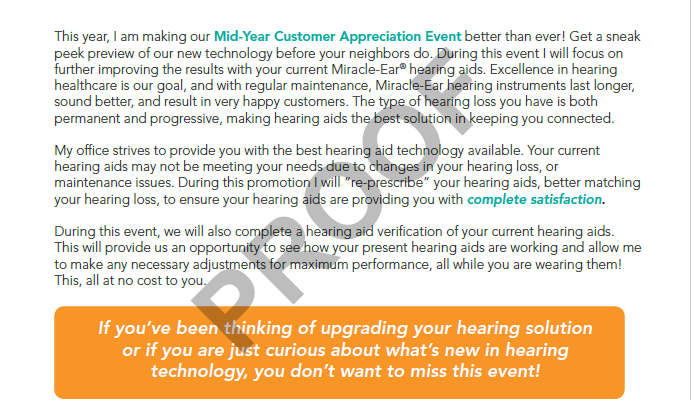 This year, I am making our Mid-Year Customer Appreciation Event better than ever! Get a sneak
peek preview of our new technology before your neighbors do. During this event I will focus on
further improving the results with your current Miracle-Ear® hearing aids. Excellence in hearing
healthcare is our goal, and with regular maintenance, Miracle-Ear hearing instruments last longer,
sound better, and result in very happy customers. The type of hearing loss you have is both
permanent and progressive, making hearing aids the best solution in keeping you connected.
My office strives to provide you with the best hearing aid technology available. Your current
hearing aids may not be meeting your needs due to changes in your hearing loss, or
maintenance issues. During this promotion I will “re-prescribe” your hearing aids, better matching
your hearing loss, to ensure your hearing aids are providing you with complete satisfaction.
During this event, we will also complete a hearing aid verification of your current hearing aids.
This will provide us an opportunity to see how your present hearing aids are working and allow me
to make any necessary adjustments for maximum performance, all while you are wearing them!
This, all at no cost to you.
PROOF
If you’ve been thinking of upgrading your hearing solution
or if you are just curious about what’s new in hearing
technology, you don’t want to miss this event!